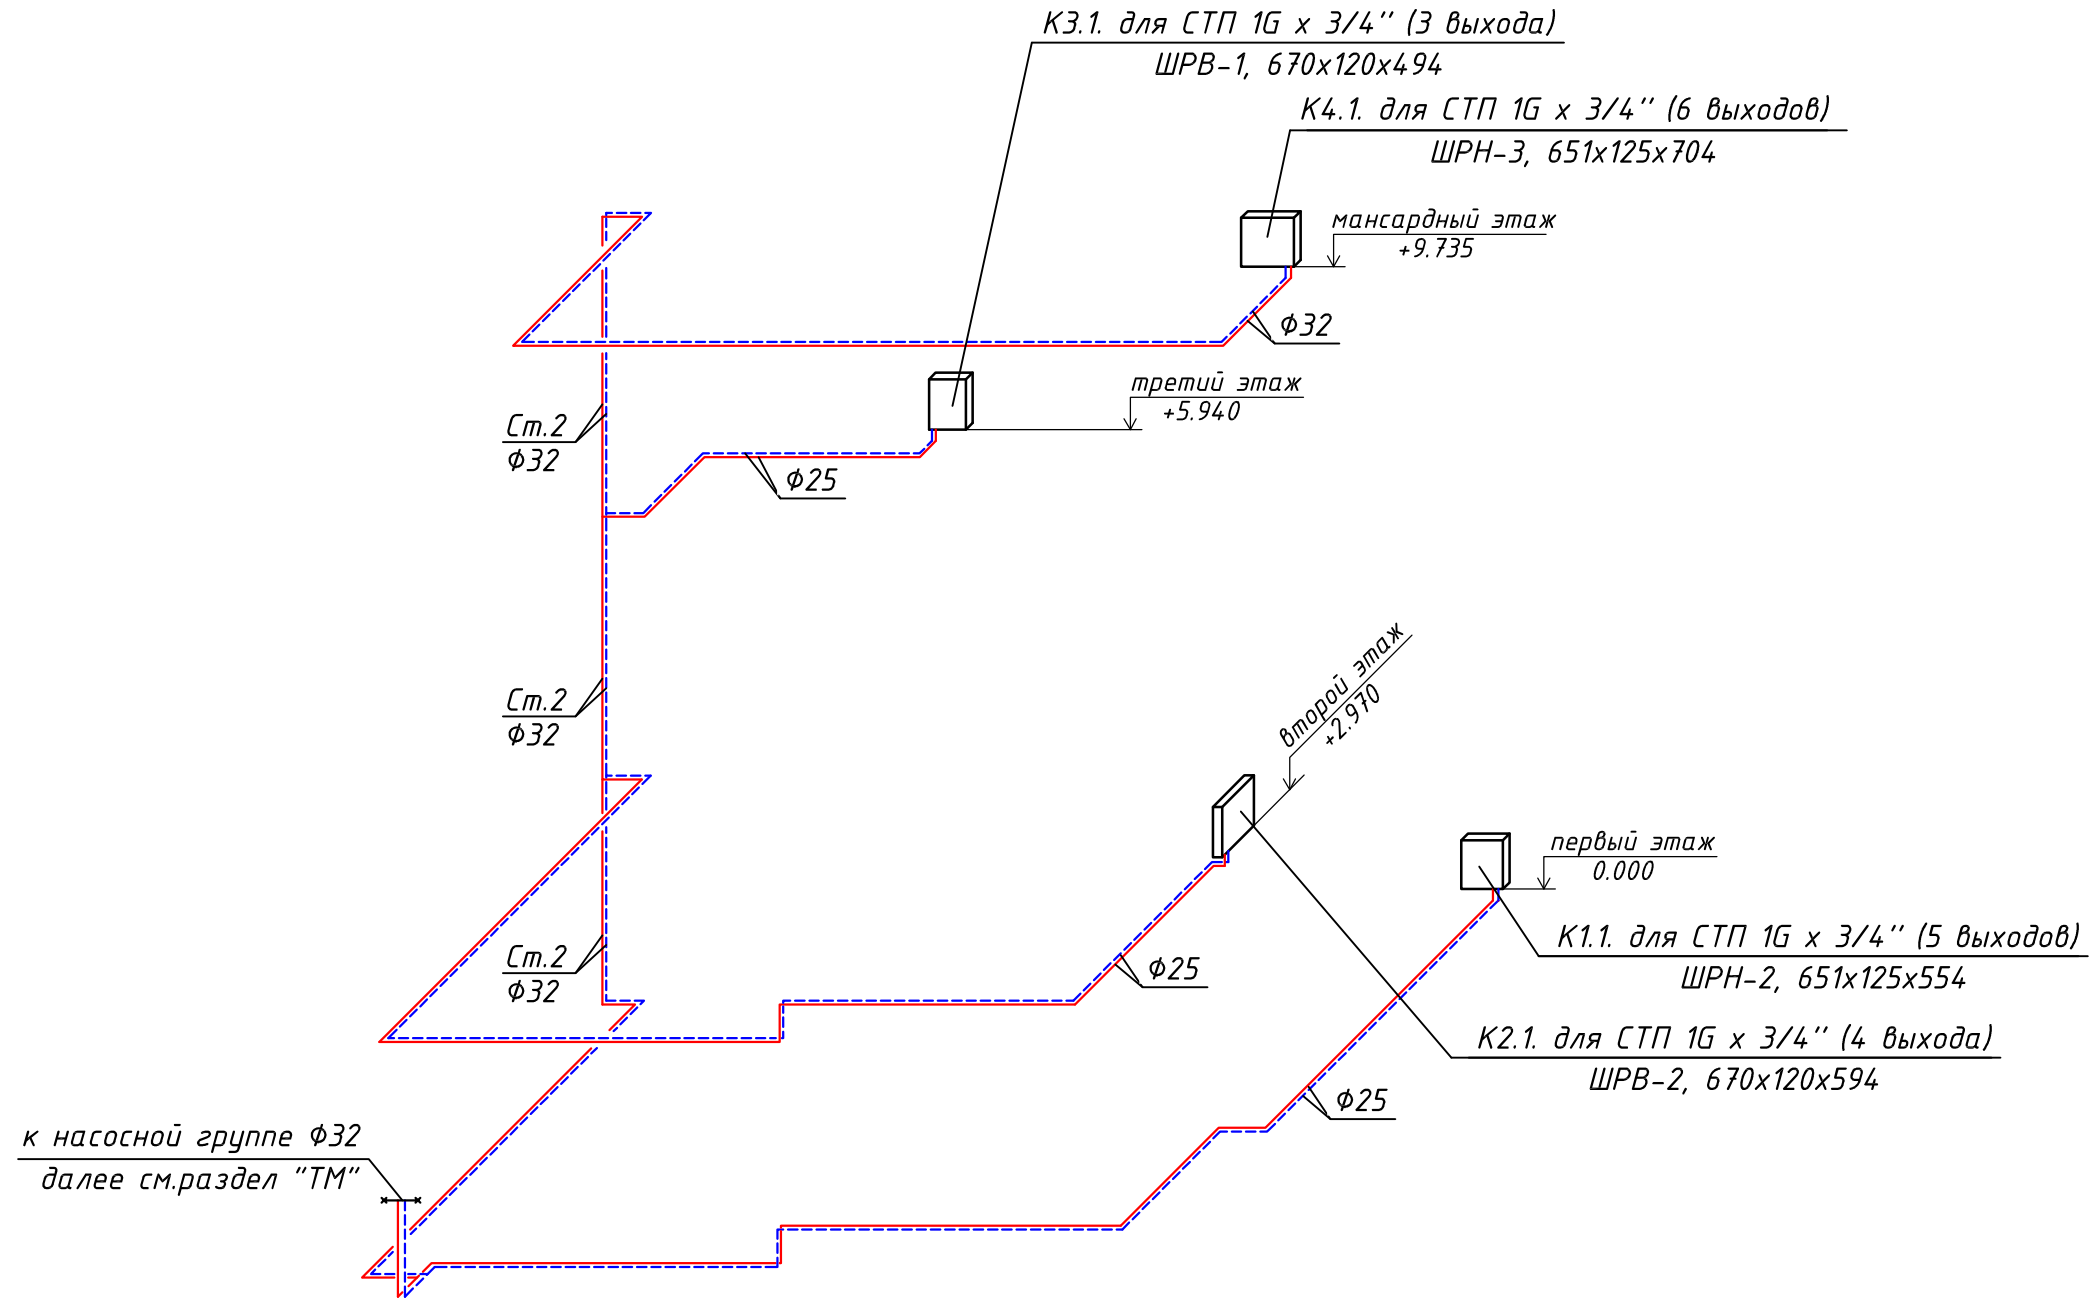 К3.1. для СТП 1G x 3/4'' (3 выхода)
ШРВ-1, 670x120x494
К4.1. для СТП 1G x 3/4'' (6 выходов)
ШРН-3, 651x125x704
мансардный этаж
+9.735
Ф32
третий этаж
+5.940
Ст.2
Ф32
Ф25
второй этаж
+2.970
Ст.2
Ф32
первый этаж
0.000
К1.1. для СТП 1G x 3/4'' (5 выходов)
ШРН-2, 651x125x554
Ст.2
Ф32
Ф25
К2.1. для СТП 1G x 3/4'' (4 выхода)
ШРВ-2, 670x120x594
Ф25
к насосной группе Ф32
далее см.раздел "ТМ"